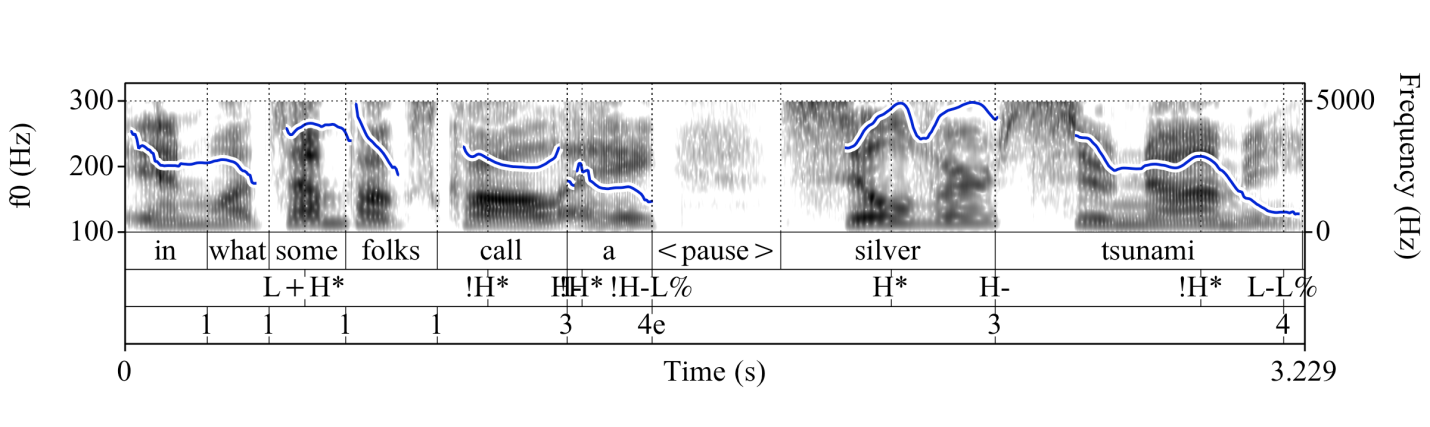 300
200
100
f0 (Hz)
5000
0
Frequency (Hz)
in what some folks call a <pause> silver tsunami
L+H* !H* H- !H* !H-L% H* H- !H* L-L%
1 1 1 1 3 4e 3 4
0 Time (s) 3.229